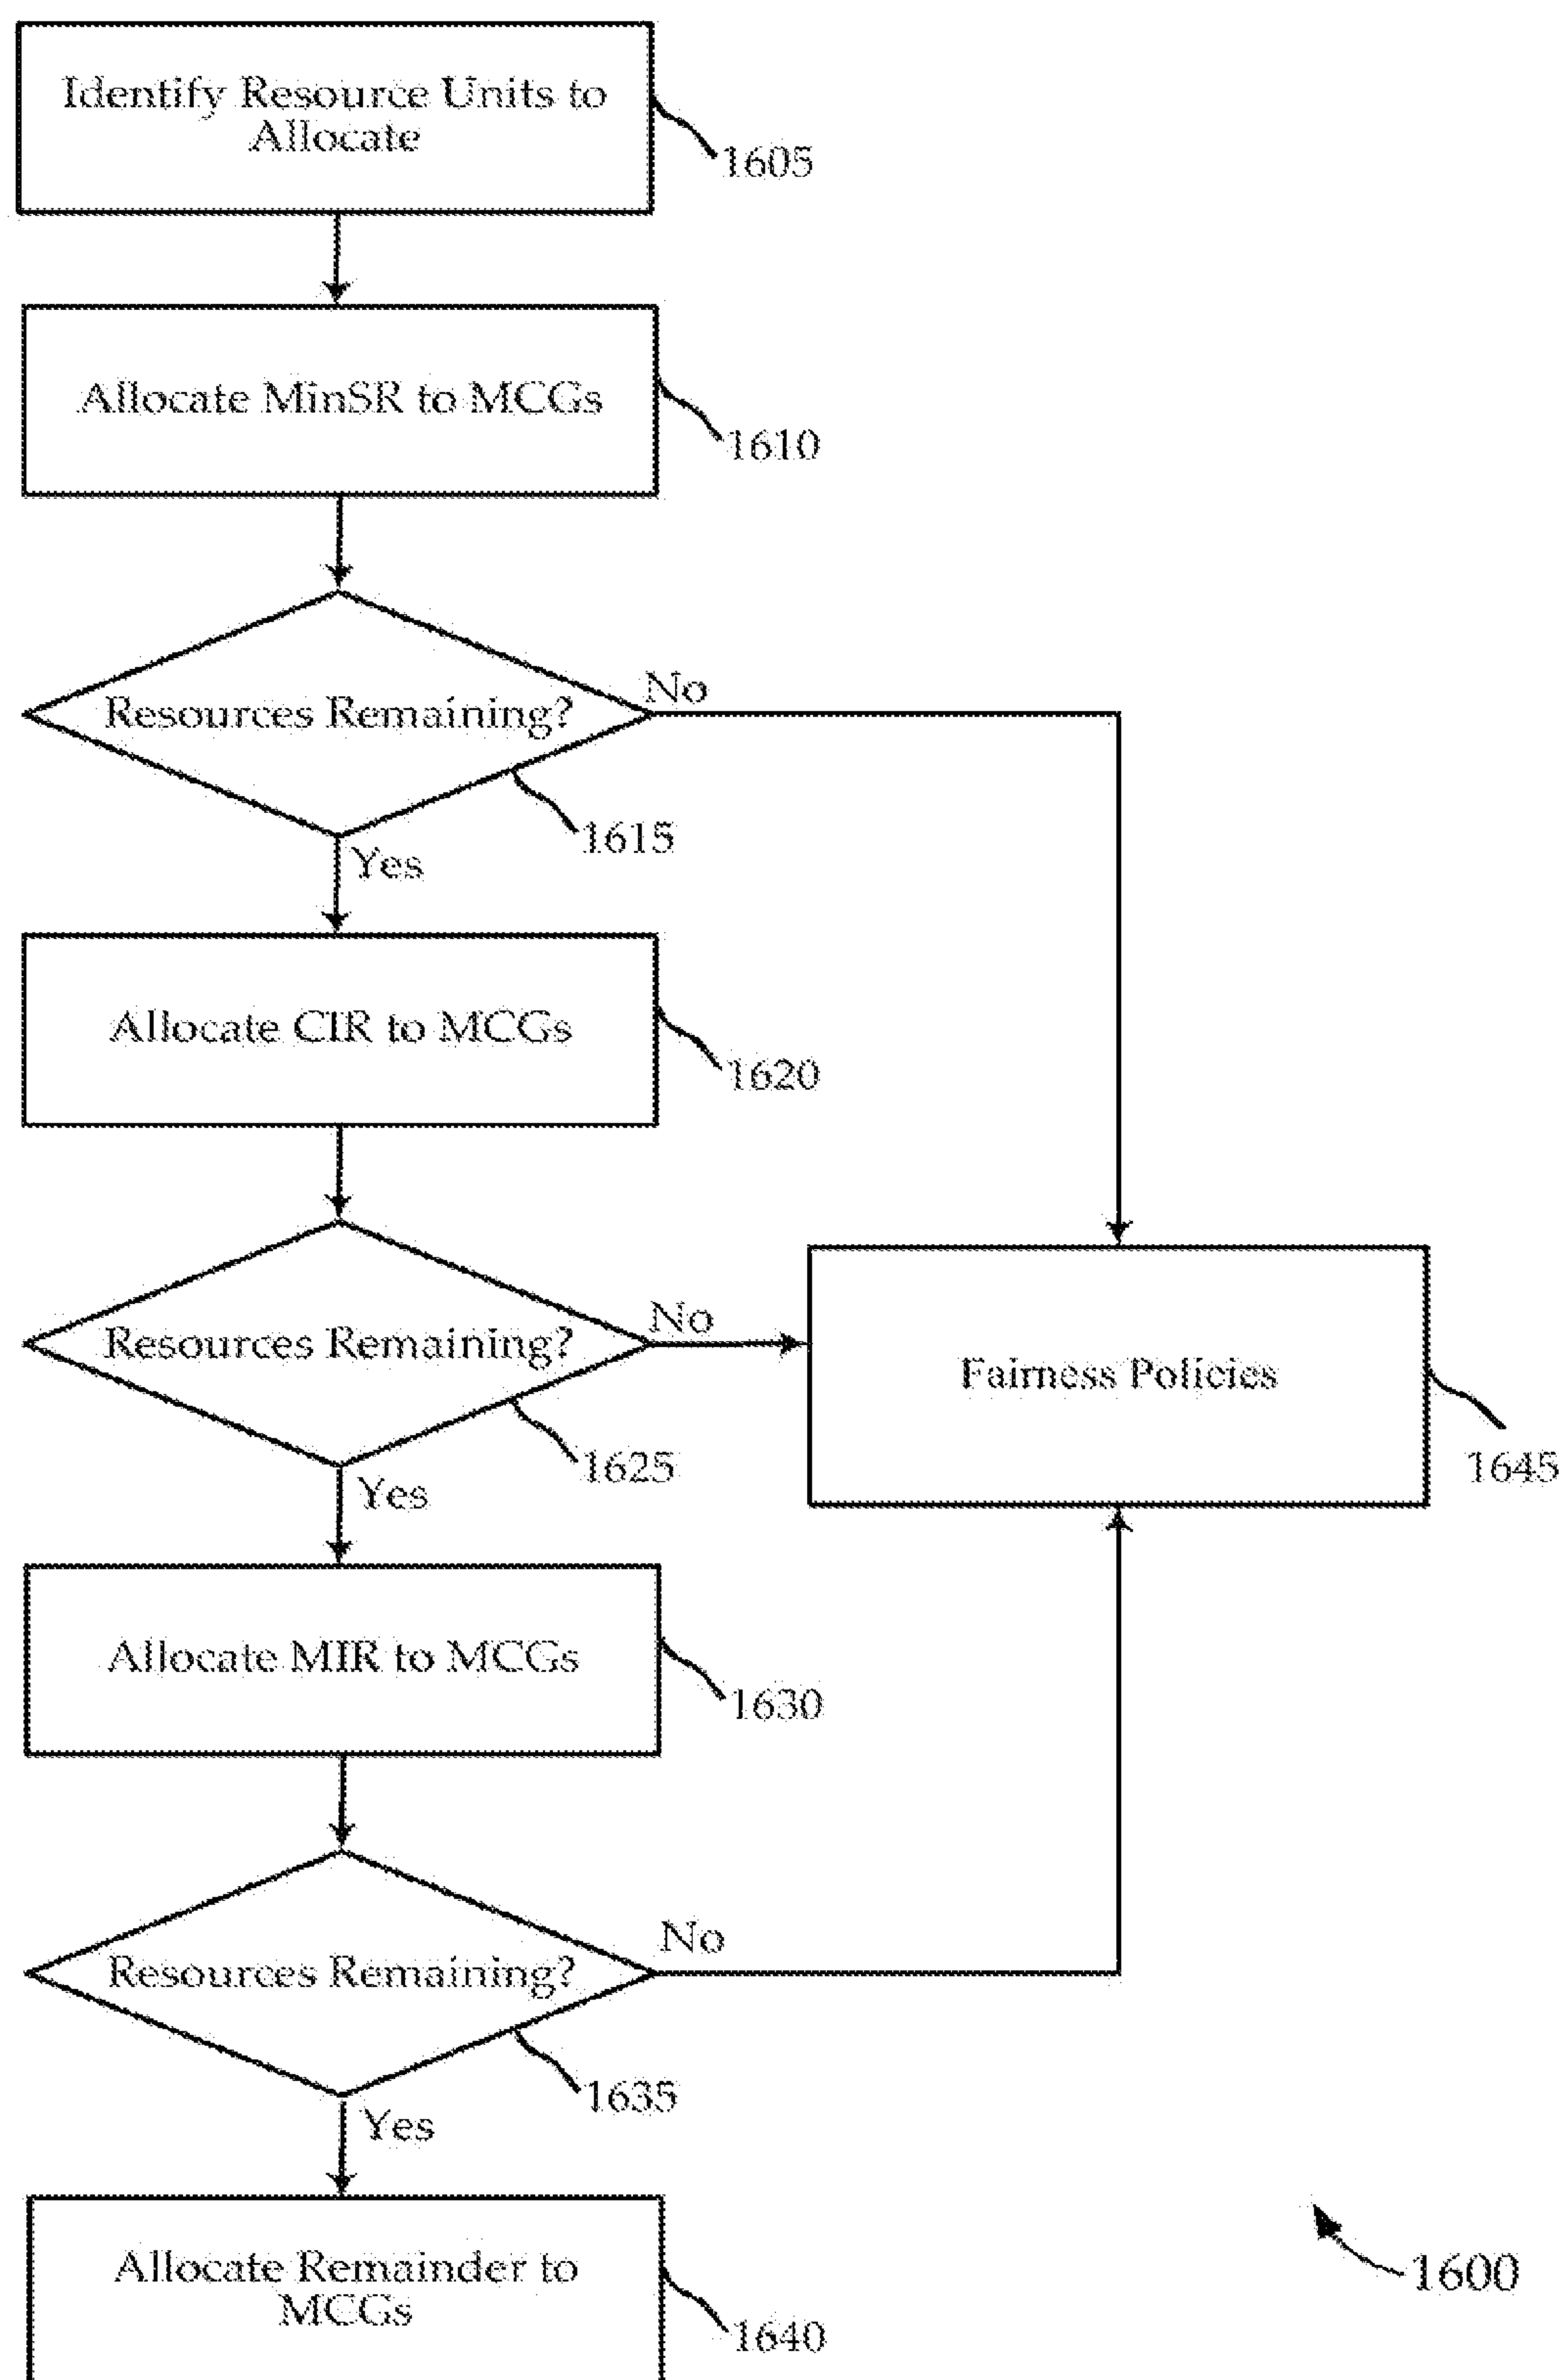 Identify Resource Units to
Allocate
1605
Allocate MinSR to MCGs
1610
Resources Remaining?
No
1615
Yes
Allocate CIR to MCGs
1620
Resources Remaining?
No
1625
Yes
Fairness Policies
1645
Allocate MIR to MCGs
1630
Resources Remaining?
No
1635
Yes
Allocate Remainder to
MCGs
1640
1600